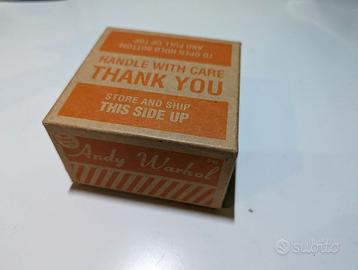 TO OPEN HOLD BOTTOM
AND PULL UP TOP
HANDLE WITH CARE
THANK YOU
STORE AND SHIP
THIS SIDE UP
Andy Warhol
subito